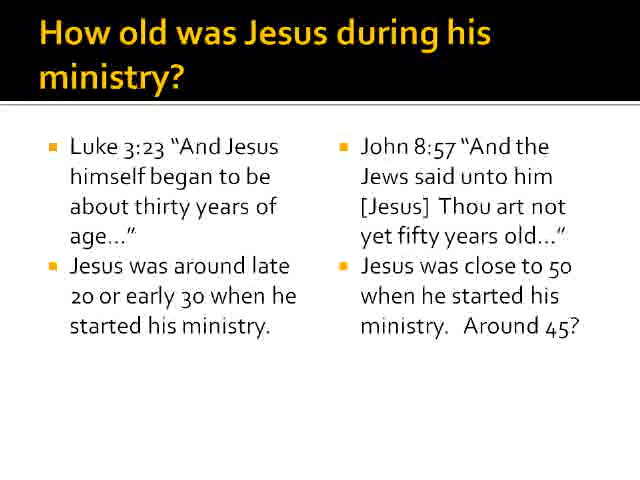 How old was Jesus during his
ministry?
▪ Luke 3:23 “And Jesus
himself began to be
about thirty years of
age…”
▪ Jesus was around late
20 or early 30 when he
started his ministry.
▪ John 8:57 “And the
Jews said unto him
[Jesus]  Thou art not
yet fifty years old…”
▪ Jesus was close to 50
when he started his
ministry.  Around 45?